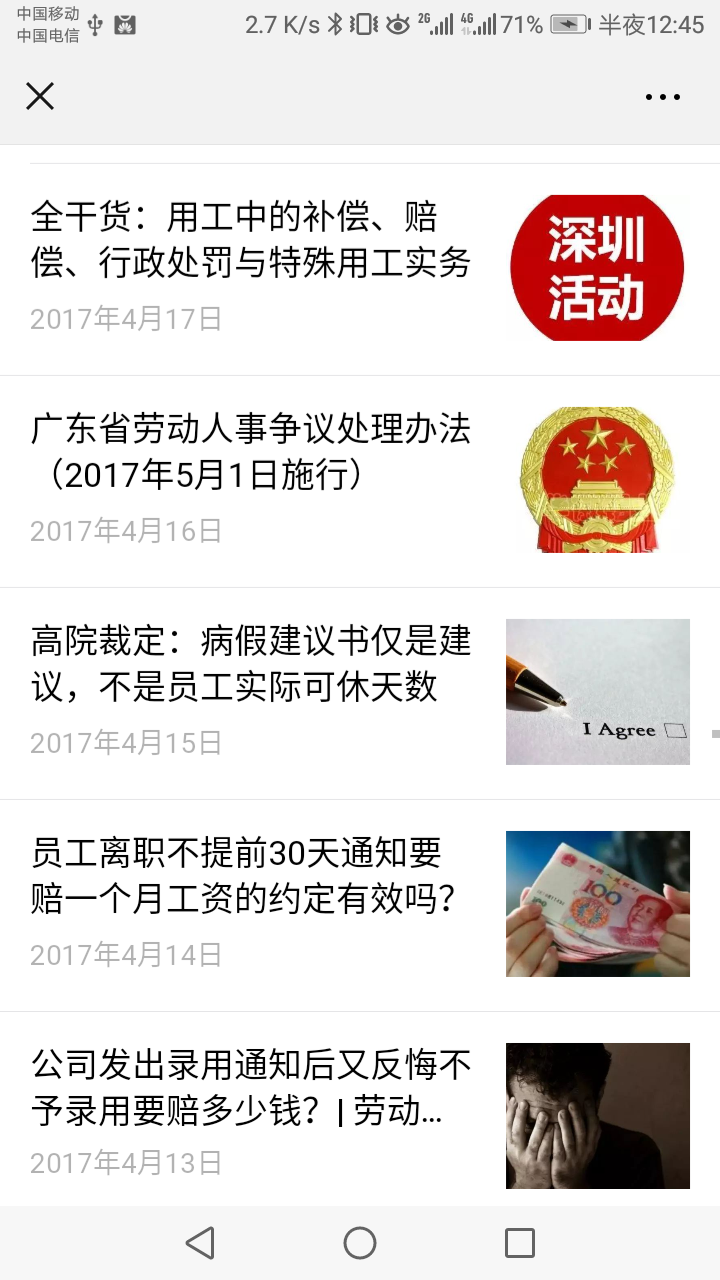 中国移动
中国电信
2.7 K/s 2G 4G 71% 半夜12:45
全干货：用工中的补偿、赔
偿、行政处罚与特殊用工实务
2017年4月17日
深圳
活动
广东省劳动人事争议处理办法
（2017年5月1日施行）
2017年4月16日
高院裁定：病假建议书仅是建
议，不是员工实际可休天数
2017年4月15日
I Agree
员工离职不提前30天通知要
赔一个月工资的约定有效吗？
2017年4月14日
100
公司发出录用通知后又反悔不
予录用要赔多少钱？| 劳动...
2017年4月13日